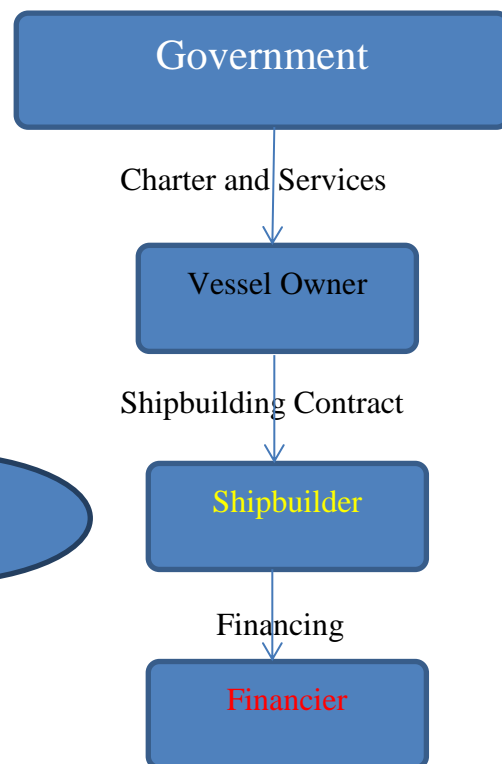 Government
Charter and Services
Vessel Owner
Shipbuilding Contract
Shipbuilder
Financing
Financier